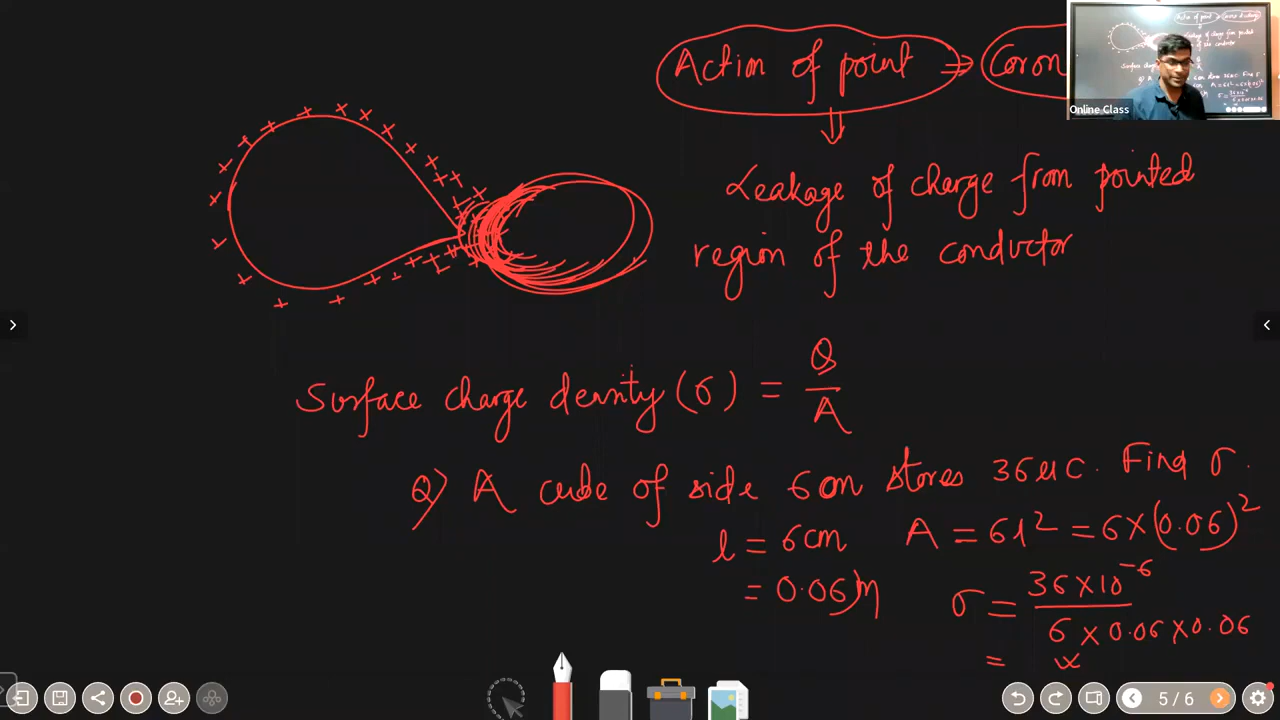 Action of point ⇒ Coron
⇓
Leakage of charge from pointed
region of the conductor
Surface charge density (σ) = Q/A
Q) A cube of side 6cm stores 36μC. Find σ.
l = 6cm A = 6l² = 6×(0.06)²
= 0.06m σ = 36×10⁻⁶ / 6×0.06×0.06
=
Online Class
5/6